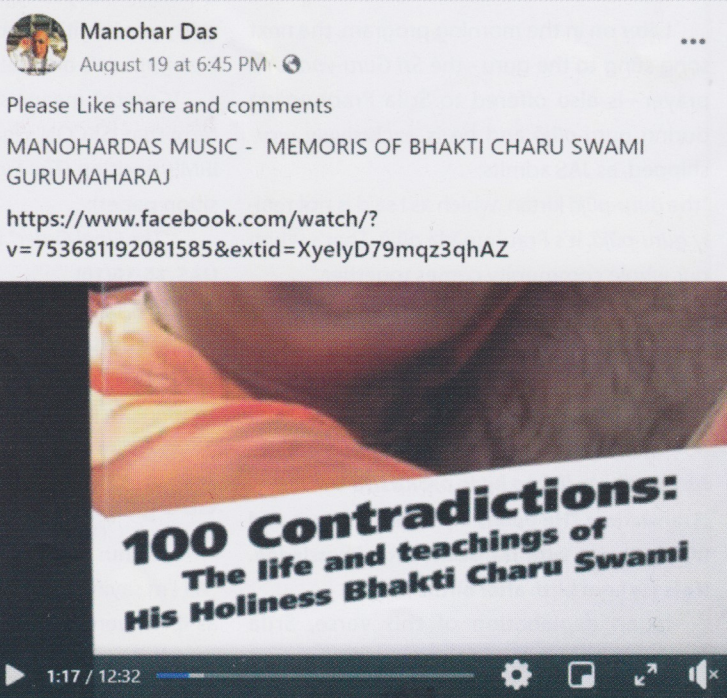 Manohar Das
August 19 at 6:45 PM ·
Please Like share and comments
MANOHARDAS MUSIC - MEMORIS OF BHAKTI CHARU SWAMI
GURUMAHARAJ
https://www.facebook.com/watch/?
v=753681192081585&extid=XyeIyD79mqz3qhAZ
100 Contradictions:
The life and teachings of
His Holiness Bhakti Charu Swami
1:17 / 12:32